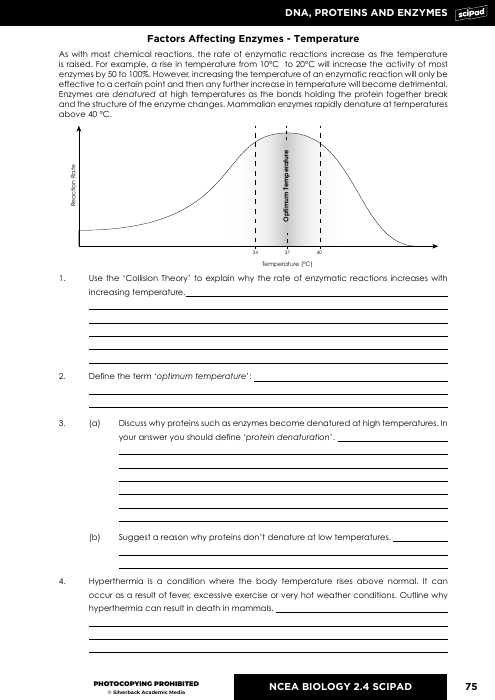 DNA, PROTEINS AND ENZYMES
scipad
Factors Affecting Enzymes - Temperature
As with most chemical reactions, the rate of enzymatic reactions increase as the temperature
is raised. For example, a rise in temperature from 10°C to 20°C will increase the activity of most
enzymes by 50 to 100%. However, increasing the temperature of an enzymatic reaction will only be
effective to a certain point and then any further increase in temperature will become detrimental.
Enzymes are denatured at high temperatures as the bonds holding the protein together break
and the structure of the enzyme changes. Mammalian enzymes rapidly denature at temperatures
above 40 °C.
Reaction Rate
Optimum Temperature
34 37 40
Temperature (°C)
1. Use the ‘Collision Theory’ to explain why the rate of enzymatic reactions increases with
increasing temperature.
2. Define the term ‘optimum temperature’:
3. (a) Discuss why proteins such as enzymes become denatured at high temperatures. In
your answer you should define ‘protein denaturation’.
(b) Suggest a reason why proteins don’t denature at low temperatures.
4. Hyperthermia is a condition where the body temperature rises above normal. It can
occur as a result of fever, excessive exercise or very hot weather conditions. Outline why
hyperthermia can result in death in mammals.
PHOTOCOPYING PROHIBITED
© Silverback Academic Media
NCEA BIOLOGY 2.4 SCIPAD
75